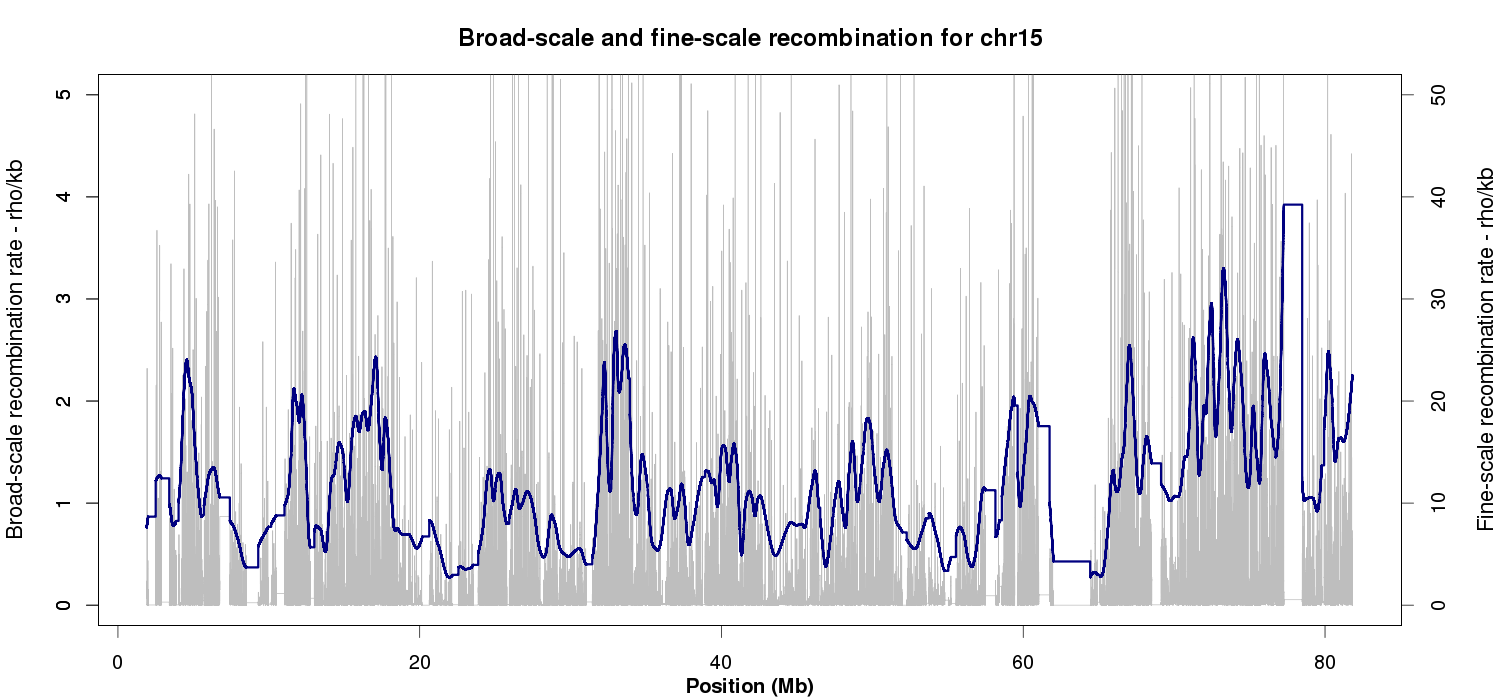 Broad-scale and fine-scale recombination for chr15
Broad-scale recombination rate - rho/kb
5
4
3
2
1
0
50
40
30
20
10
0
Fine-scale recombination rate - rho/kb
0 20 40 60 80
Position (Mb)